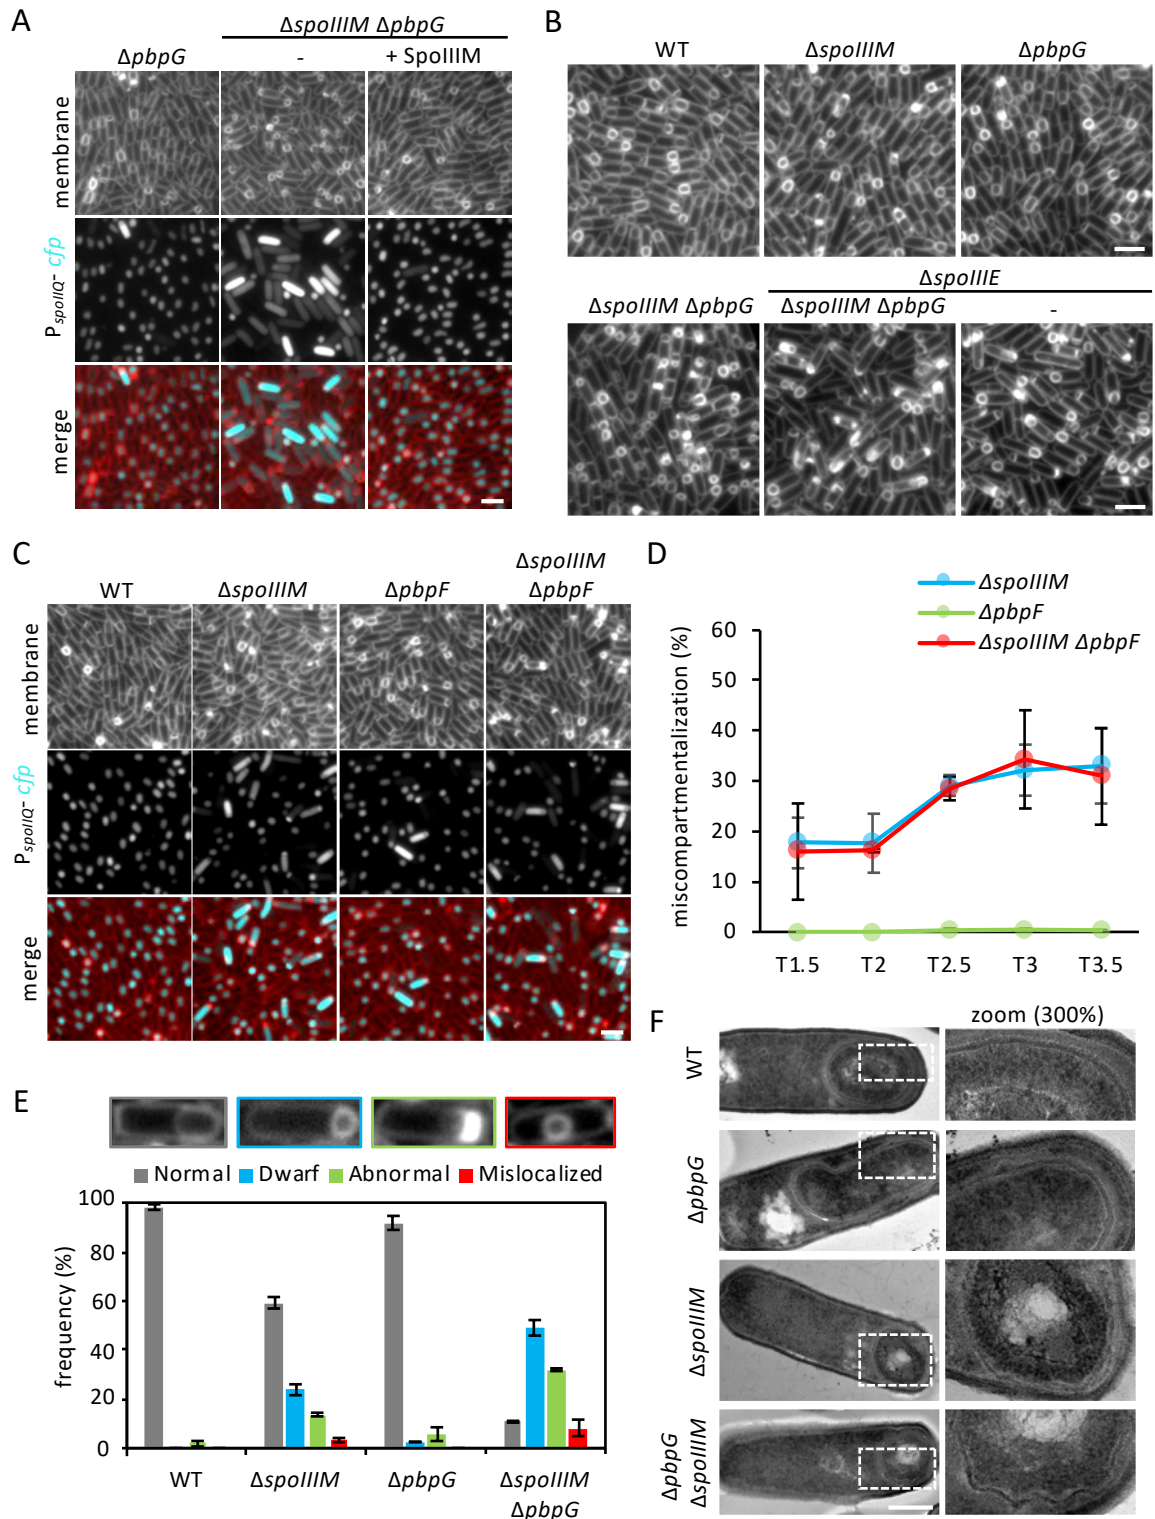 A
ΔspoIIIM ΔpbpG
ΔpbpG
-
+ SpoIIIM
membrane
PspoIIQ- cfp
merge
B
WT
ΔspoIIIM
ΔpbpG
ΔspoIIIE
ΔspoIIIM ΔpbpG
ΔspoIIIM ΔpbpG
-
C
WT
ΔspoIIIM
ΔpbpF
ΔspoIIIM
ΔpbpF
membrane
PspoIIQ- cfp
merge
D
ΔspoIIIM
ΔpbpF
ΔspoIIIM ΔpbpF
miscompartmentalization (%)
60
50
40
30
20
10
0
T1.5
T2
T2.5
T3
T3.5
E
Normal
Dwarf
Abnormal
Mislocalized
frequency (%)
100
80
60
40
20
0
WT
ΔspoIIIM
ΔpbpG
ΔspoIIIM
ΔpbpG
F
zoom (300%)
WT
ΔpbpG
ΔspoIIIM
ΔpbpG
ΔspoIIIM